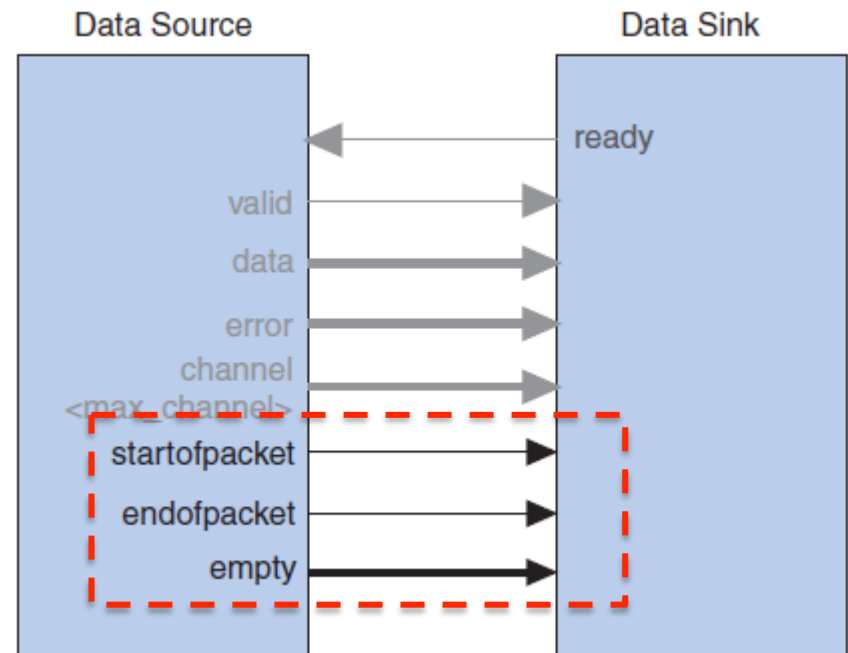 Data Source
Data Sink
ready
valid
data
error
channel
<max_channel>
startofpacket
endofpacket
empty